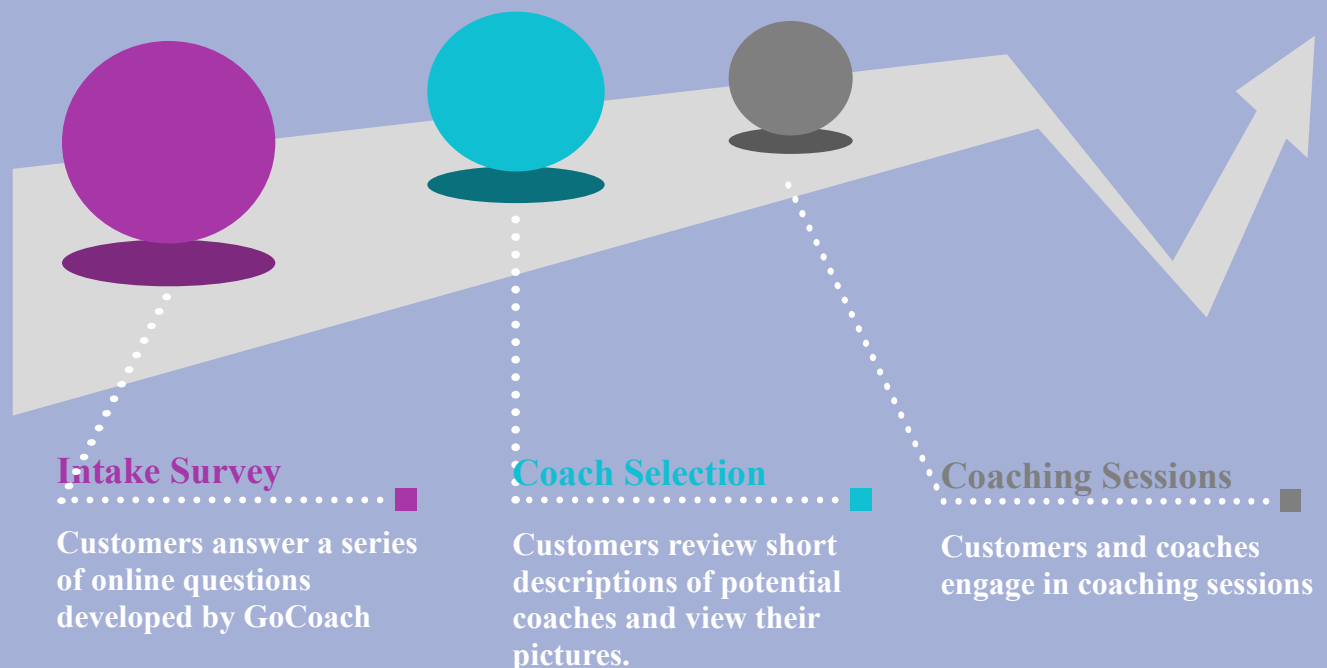 Intake Survey
Customers answer a series
of online questions
developed by GoCoach
Coach Selection
Customers review short
descriptions of potential
coaches and view their
pictures.
Coaching Sessions
Customers and coaches
engage in coaching sessions